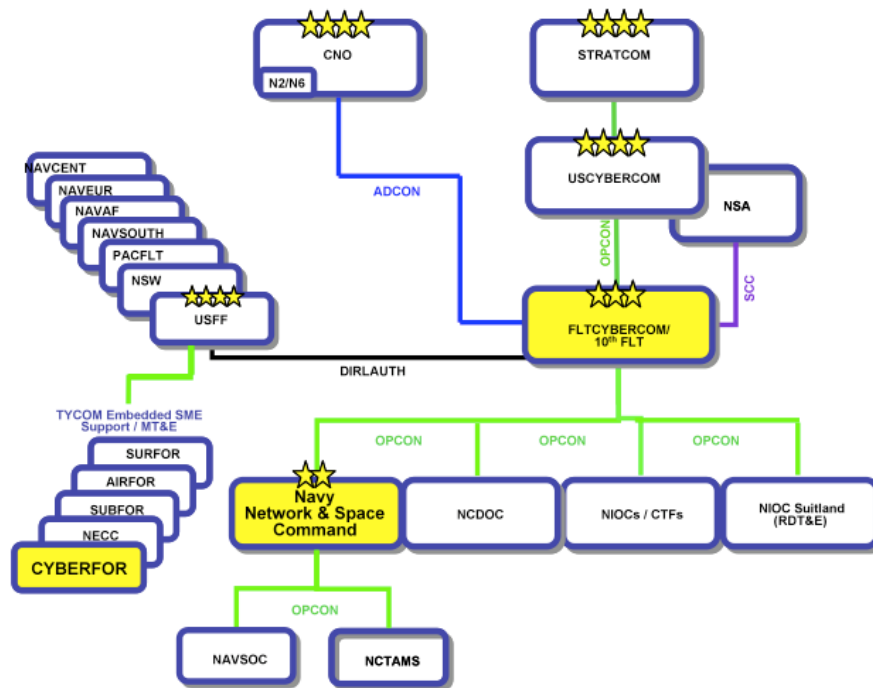 CNO
N2/N6
STRATCOM
USCYBERCOM
NSA
ADCON
OPCON
SCC
NAVCENT
NAVEUR
NAVAF
NAVSOUTH
PACFLT
NSW
USFF
FLTCYBERCOM/
10th FLT
DIRLAUTH
TYCOM Embedded SME
Support / MT&E
SURFOR
AIRFOR
SUBFOR
NECC
CYBERFOR
OPCON
OPCON
OPCON
Navy
Network & Space
Command
NCDOC
NIOCs / CTFs
NIOC Suitland
(RDT&E)
OPCON
NAVSOC
NCTAMS